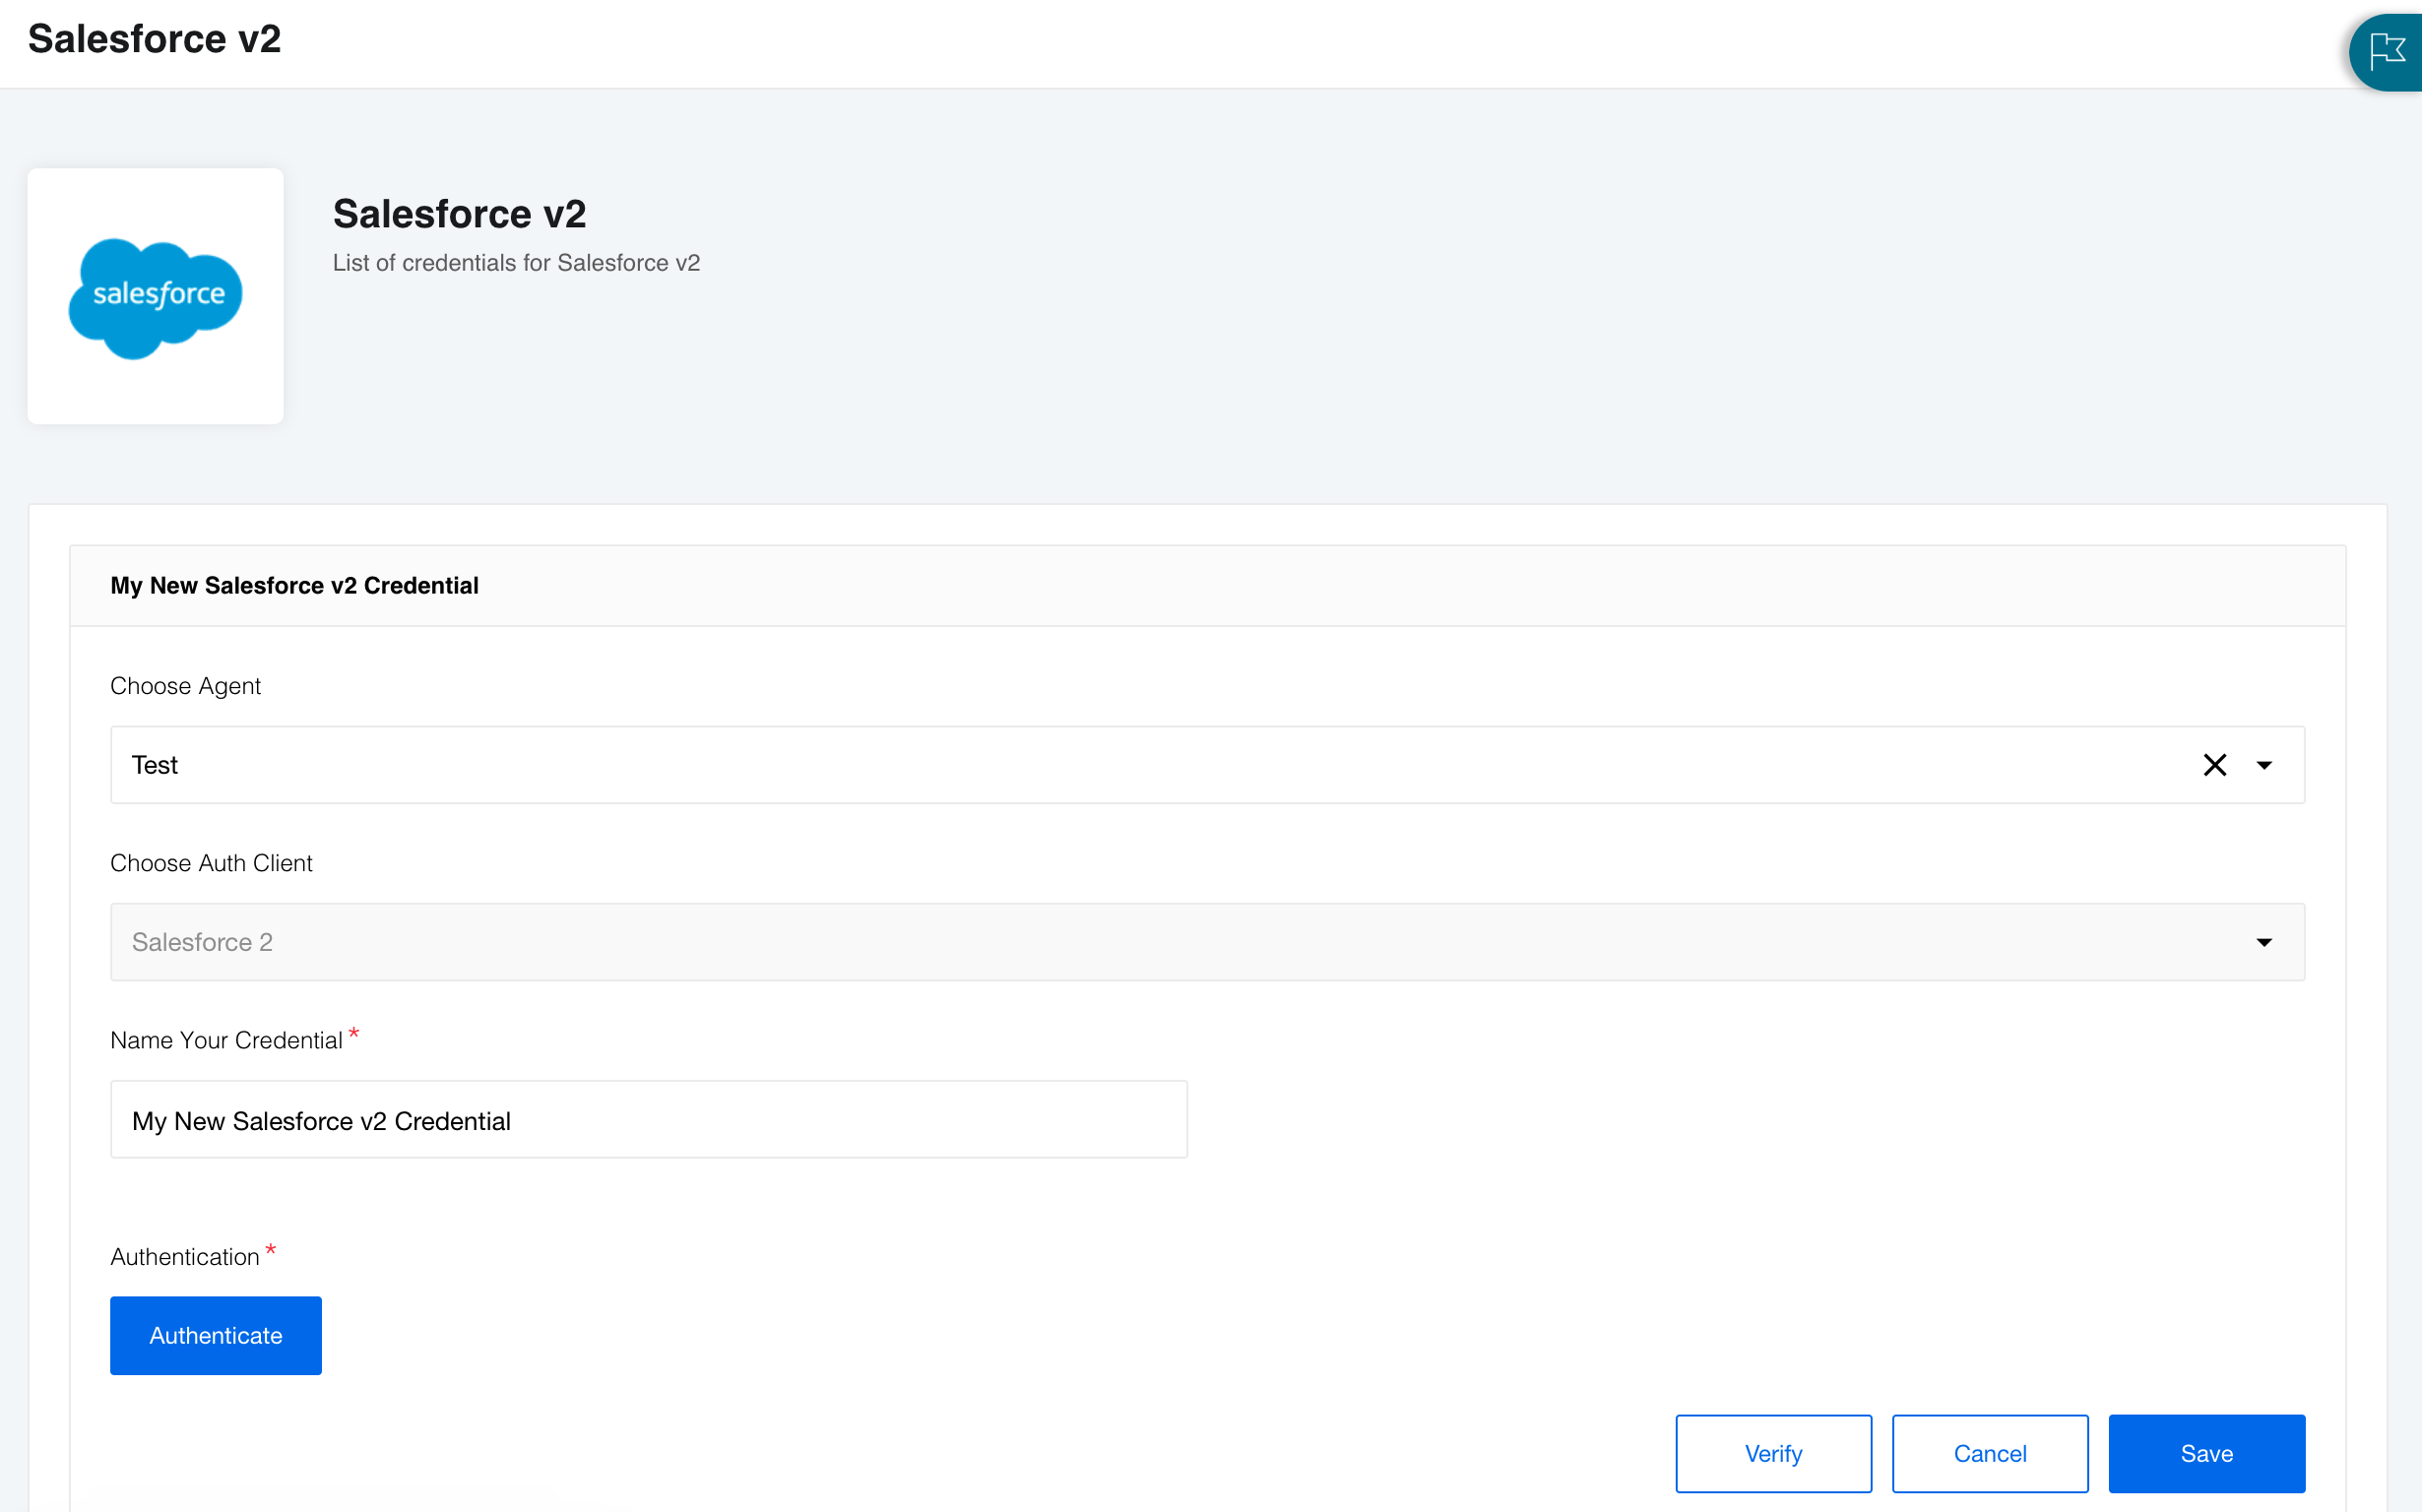 Salesforce v2
salesforce
Salesforce v2
List of credentials for Salesforce v2
My New Salesforce v2 Credential
Choose Agent
Test
Choose Auth Client
Salesforce 2
Name Your Credential *
My New Salesforce v2 Credential
Authentication *
Authenticate
Verify
Cancel
Save